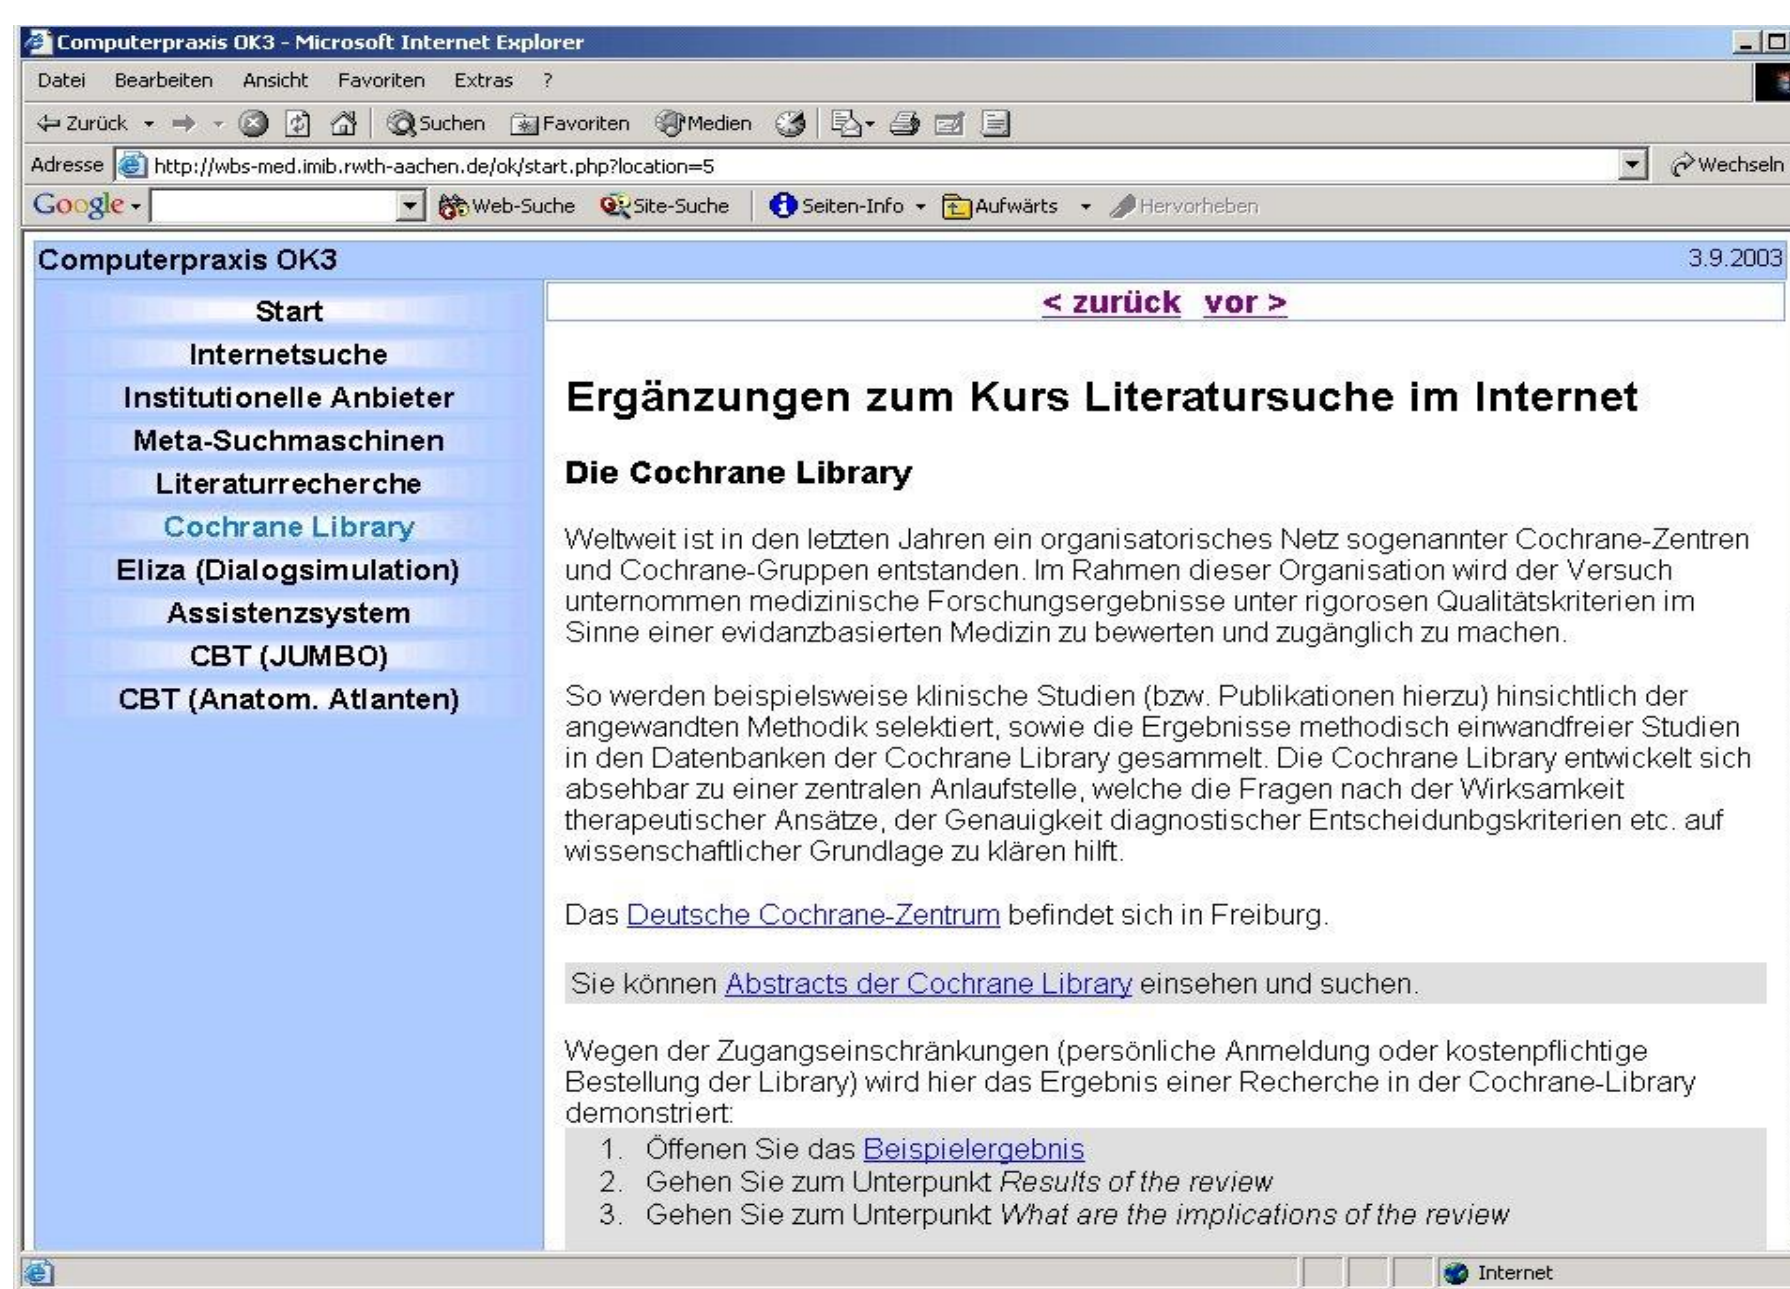 Computerpraxis OK3 - Microsoft Internet Explorer
Datei Bearbeiten Ansicht Favoriten Extras ?
Zurück Suchen Favoriten Medien
Adresse http://wbs-med.imib.rwth-aachen.de/ok/start.php?location=5 Wechseln
Google Web-Suche Site-Suche Seiten-Info Aufwärts Hervorheben
Computerpraxis OK3 3.9.2003
Start
Internetsuche
Institutionelle Anbieter
Meta-Suchmaschinen
Literaturrecherche
Cochrane Library
Eliza (Dialogsimulation)
Assistenzsystem
CBT (JUMBO)
CBT (Anatom. Atlanten)
< zurück vor >
Ergänzungen zum Kurs Literatursuche im Internet
Die Cochrane Library
Weltweit ist in den letzten Jahren ein organisatorisches Netz sogenannter Cochrane-Zentren
und Cochrane-Gruppen entstanden. Im Rahmen dieser Organisation wird der Versuch
unternommen medizinische Forschungsergebnisse unter rigorosen Qualitätskriterien im
Sinne einer evidanzbasierten Medizin zu bewerten und zugänglich zu machen.
So werden beispielsweise klinische Studien (bzw. Publikationen hierzu) hinsichtlich der
angewandten Methodik selektiert, sowie die Ergebnisse methodisch einwandfreier Studien
in den Datenbanken der Cochrane Library gesammelt. Die Cochrane Library entwickelt sich
absehbar zu einer zentralen Anlaufstelle, welche die Fragen nach der Wirksamkeit
therapeutischer Ansätze, der Genauigkeit diagnostischer Entscheidunbgskriterien etc. auf
wissenschaftlicher Grundlage zu klären hilft.
Das Deutsche Cochrane-Zentrum befindet sich in Freiburg.
Sie können Abstracts der Cochrane Library einsehen und suchen.
Wegen der Zugangseinschränkungen (persönliche Anmeldung oder kostenpflichtige
Bestellung der Library) wird hier das Ergebnis einer Recherche in der Cochrane-Library
demonstriert:
1. Öffenen Sie das Beispielergebnis
2. Gehen Sie zum Unterpunkt Results of the review
3. Gehen Sie zum Unterpunkt What are the implications of the review
Internet